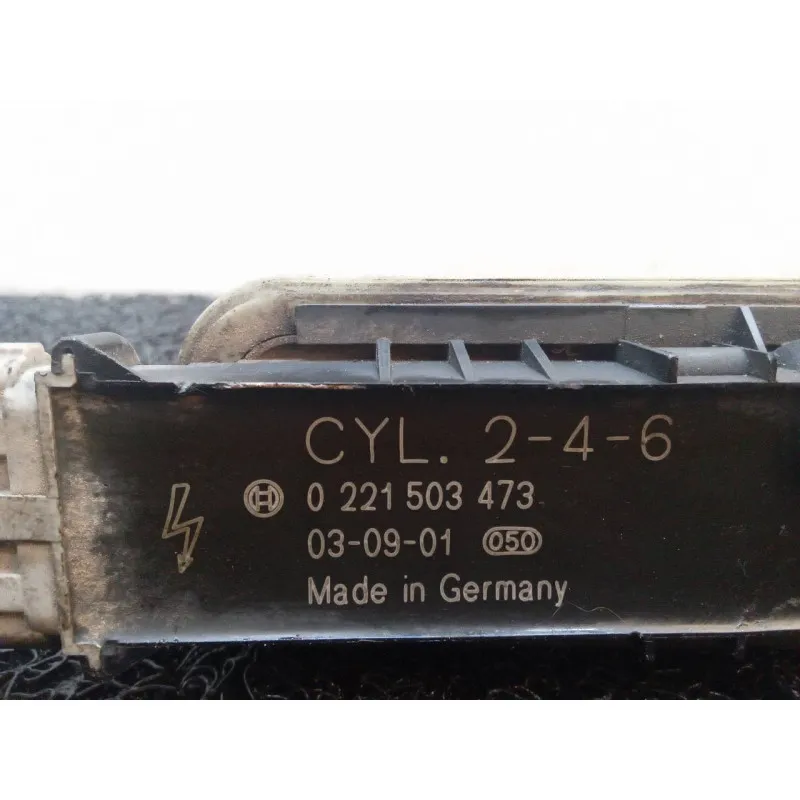 CYL. 2-4-6
0 221 503 473
03-09-01 050
Made in Germany